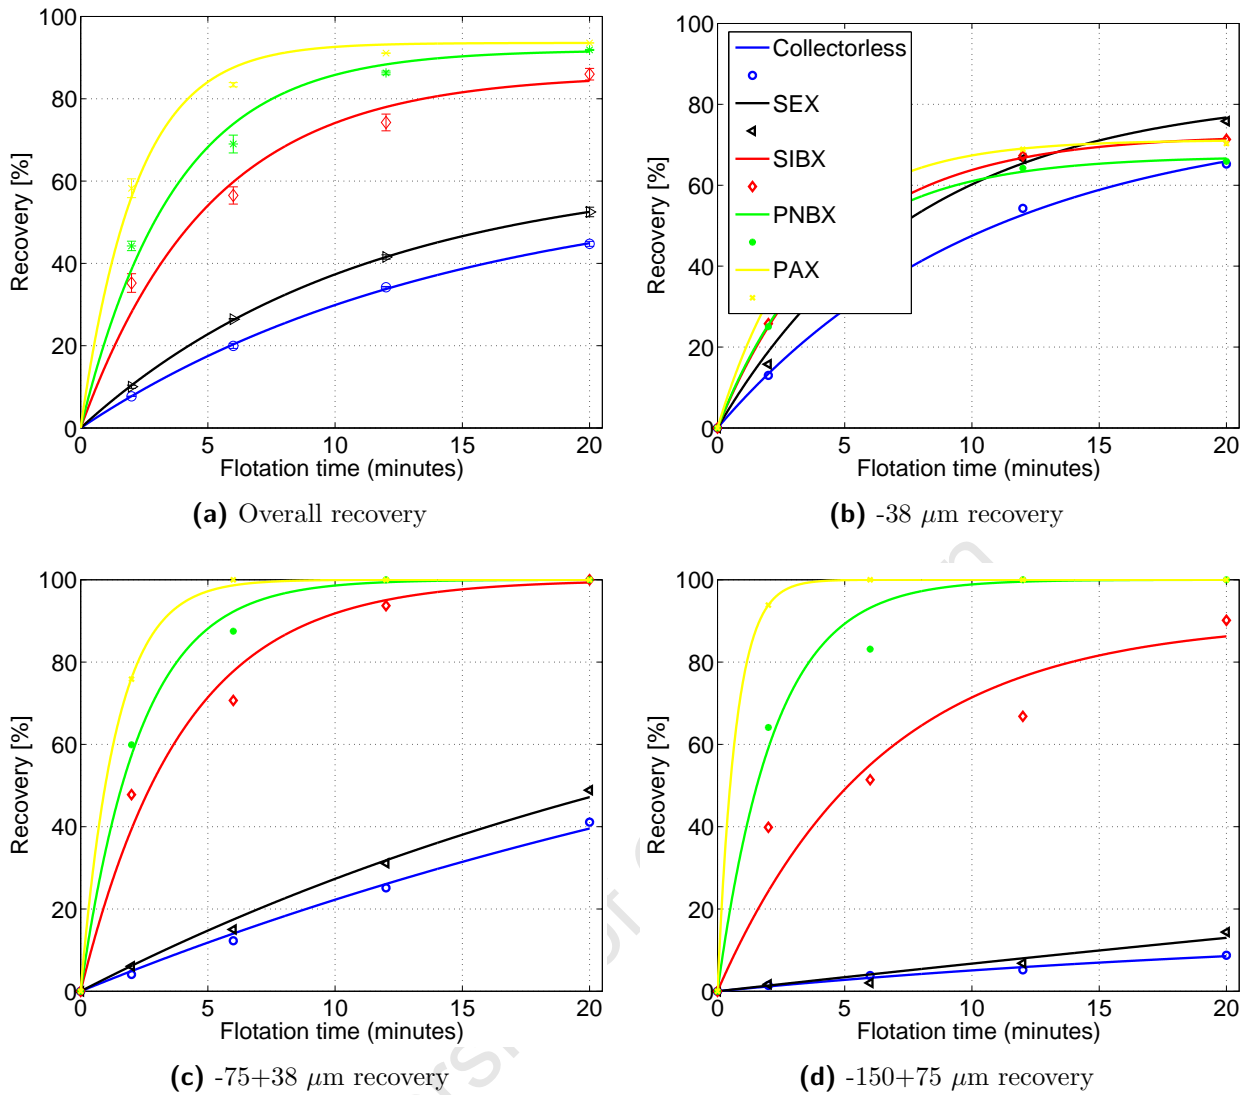 100
80
60
40
20
0
Recovery [%]
0 5 10 15 20
Flotation time (minutes)
(a) Overall recovery
100
80
60
40
20
0
Recovery [%]
Collectorless
SEX
SIBX
PNBX
PAX
0 5 10 15 20
Flotation time (minutes)
(b) -38 μm recovery
100
80
60
40
20
0
Recovery [%]
0 5 10 15 20
Flotation time (minutes)
(c) -75+38 μm recovery
100
80
60
40
20
0
Recovery [%]
0 5 10 15 20
Flotation time (minutes)
(d) -150+75 μm recovery